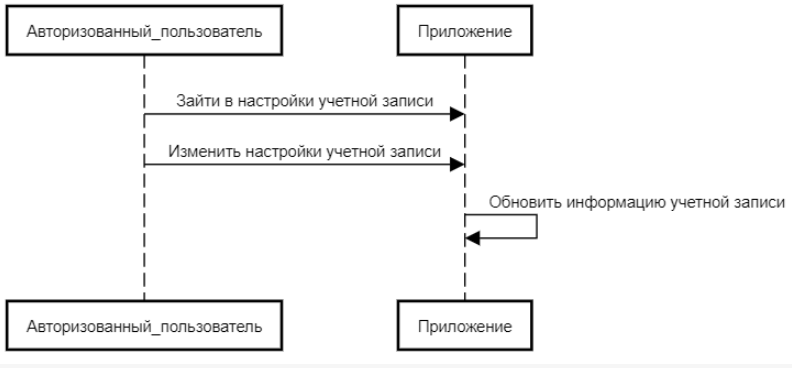 Авторизованный_пользователь
Приложение
Зайти в настройки учетной записи
Изменить настройки учетной записи
Обновить информацию учетной записи
Авторизованный_пользователь
Приложение